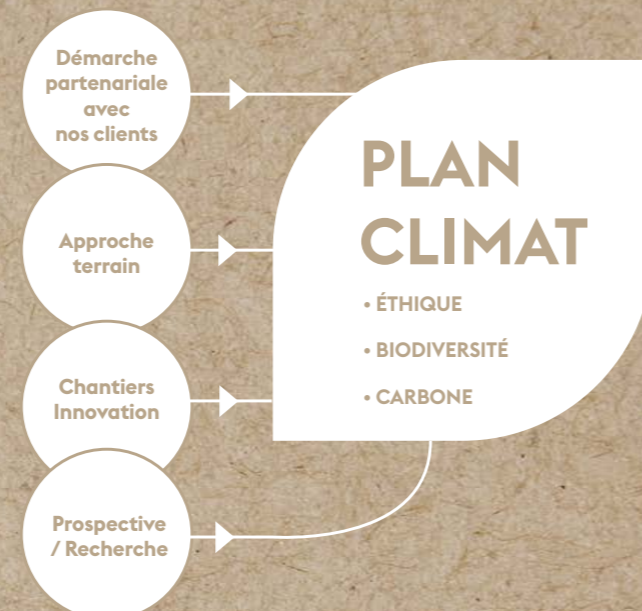 Démarche
partenariale
avec
nos clients
Approche
terrain
Chantiers
Innovation
Prospective
/ Recherche
PLAN
CLIMAT
• ÉTHIQUE
• BIODIVERSITÉ
• CARBONE